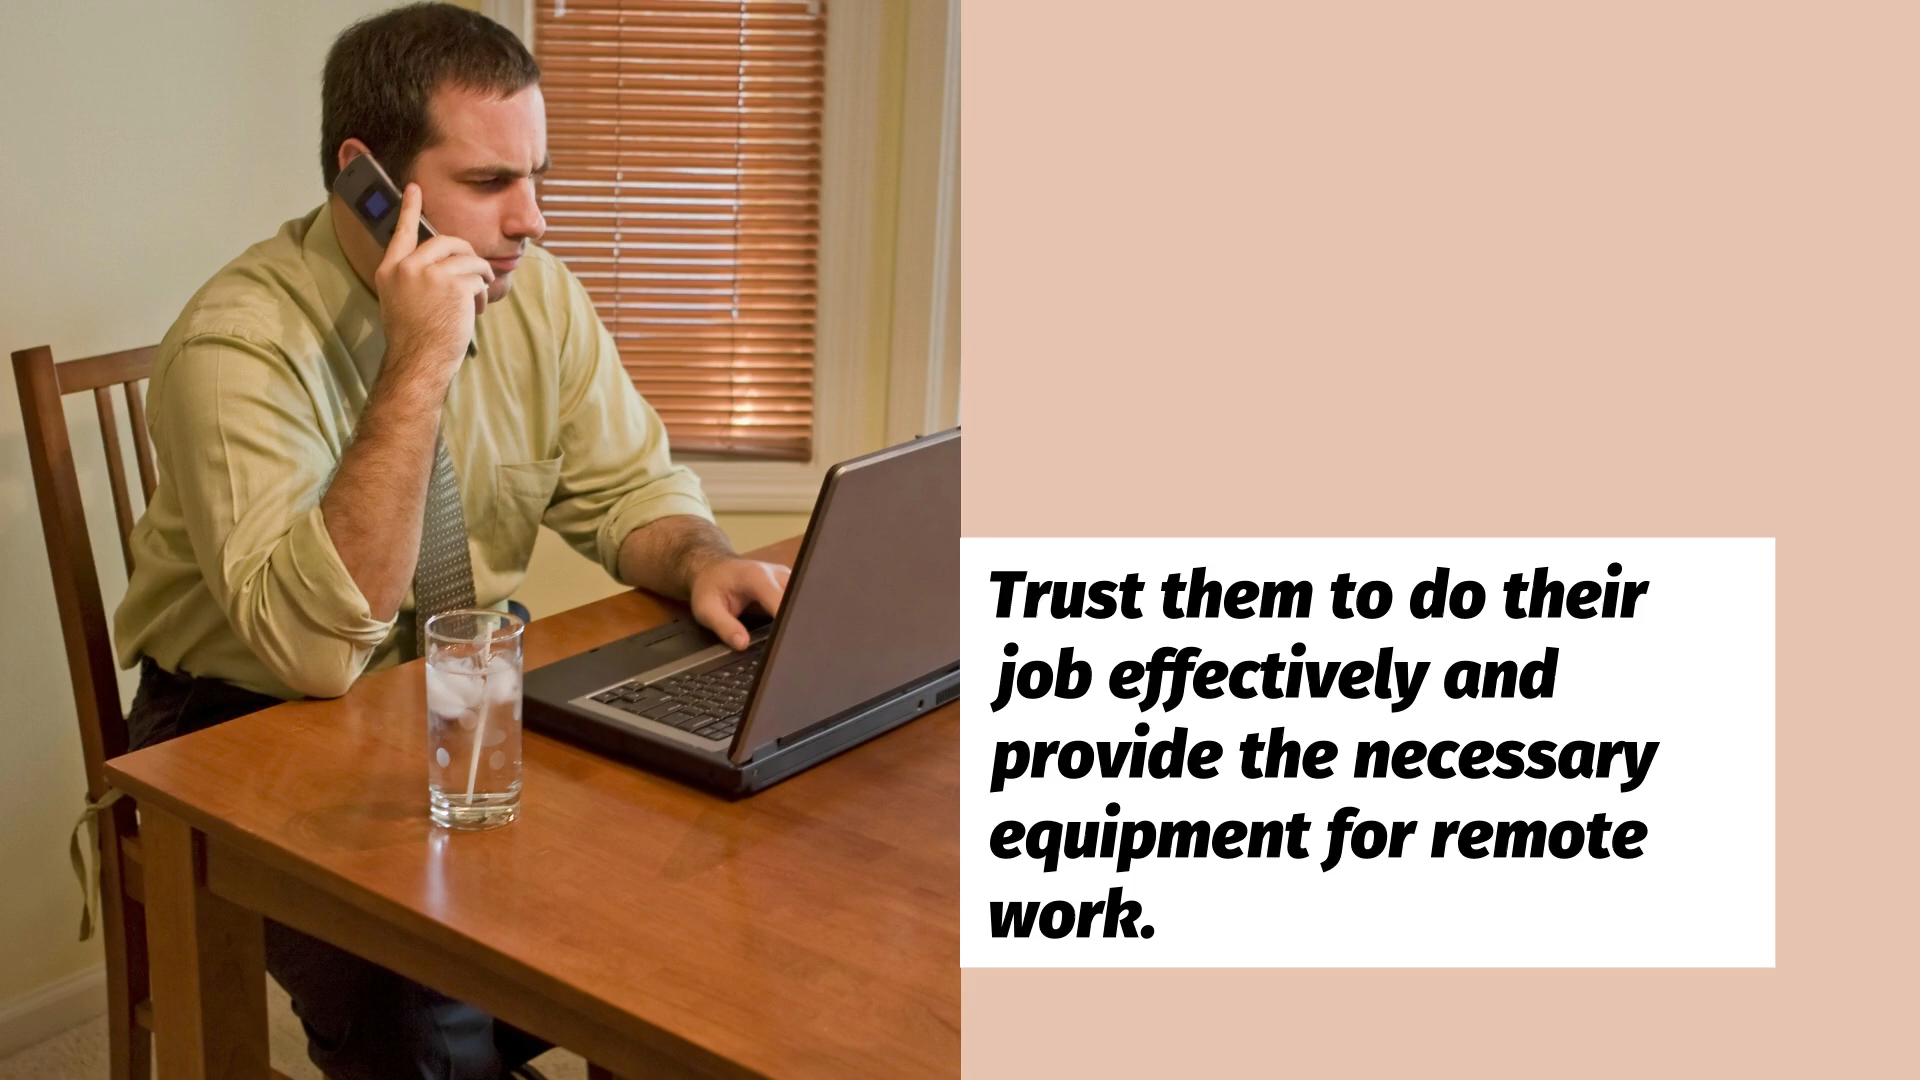 Trust them to do their
job effectively and
provide the necessary
equipment for remote
work.